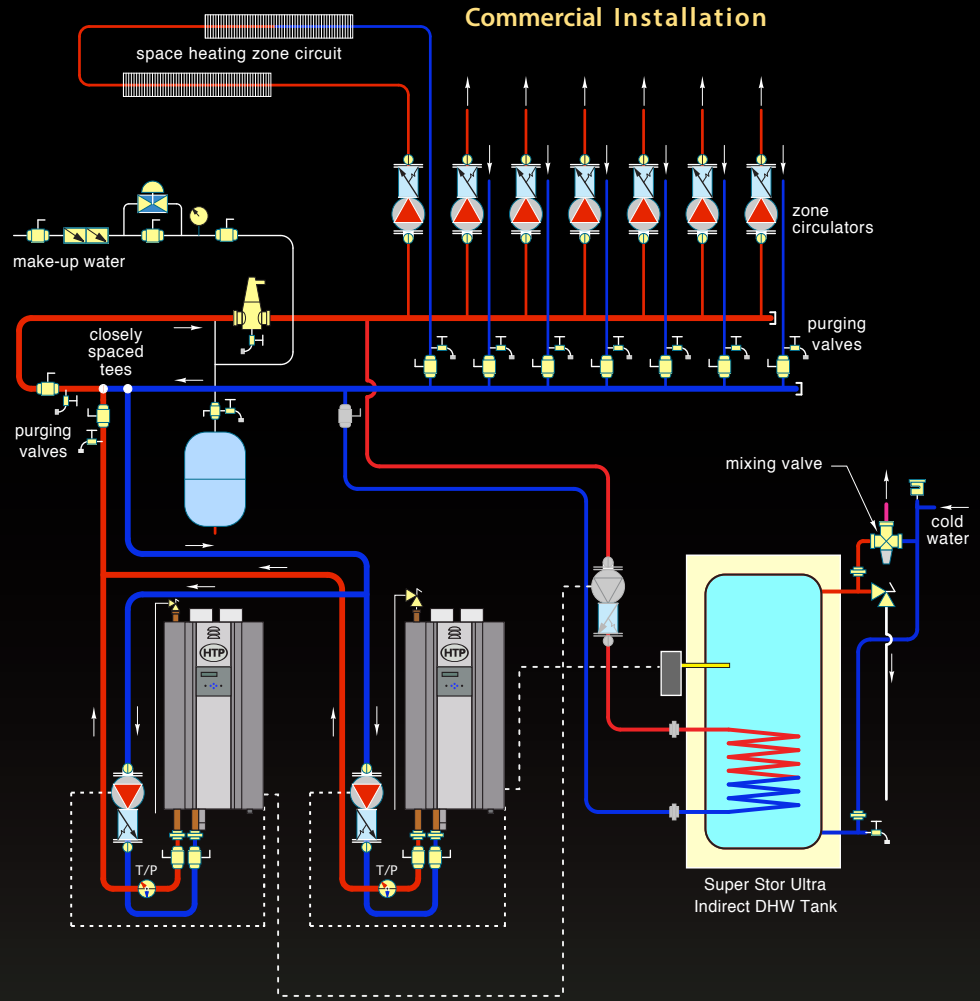 Commercial Installation
space heating zone circuit
zone
circulators
make-up water
closely
spaced
tees
purging
valves
purging
valves
mixing valve
cold
water
HTP
HTP
T/P
T/P
Super Stor Ultra
Indirect DHW Tank